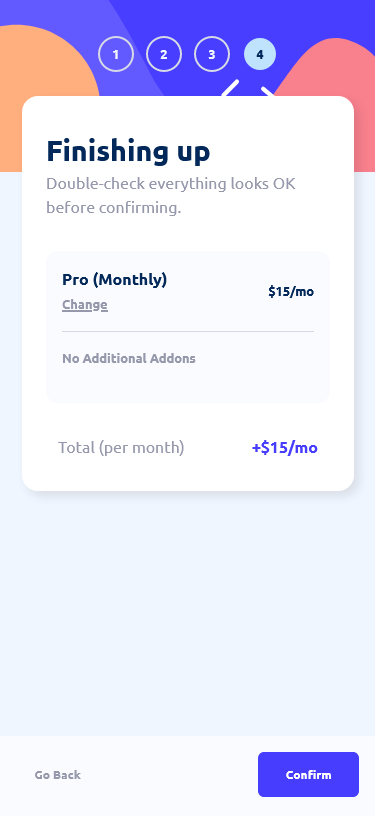 1 2 3 4
Finishing up
Double-check everything looks OK
before confirming.
Pro (Monthly)
$15/mo
Change
No Additional Addons
Total (per month) +$15/mo
Go Back Confirm